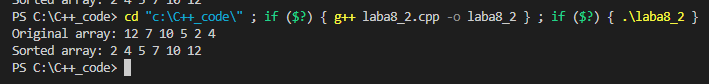 Sorted array: 2 4 5 7 10 12
PS C:\C++_code> cd "c:\C++_code\" ; if ($?) { g++ laba8_2.cpp -o laba8_2 } ; if ($?) { .\laba8_2 }
Original array: 12 7 10 5 2 4
Sorted array: 2 4 5 7 10 12
PS C:\C++_code>